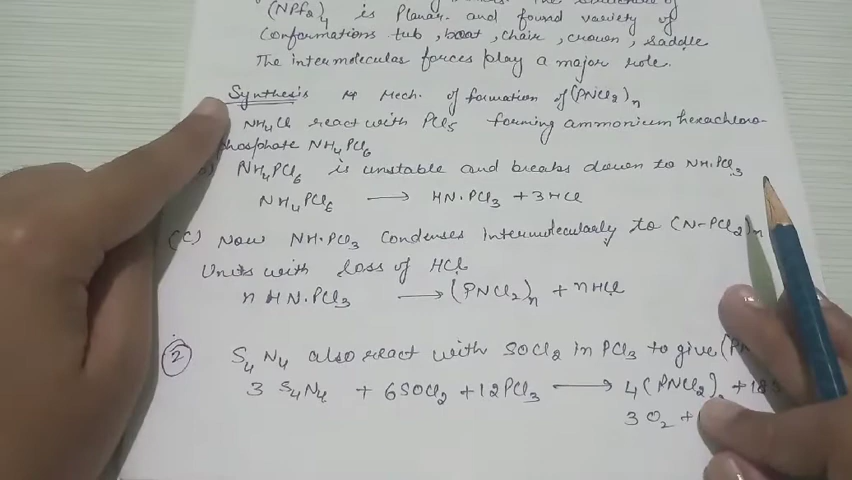 (NPF2)4 is Planar. and found variety of
Conformations tub, boat, chair, crown, saddle
The intermolecular forces play a major role.
Synthesis Mech. of formation of (PNCl2)n
NH4Cl react with PCl5 forming ammonium hexachloro-
phosphate NH4PCl6
NH4PCl6 is unstable and breaks down to NH.PCl3
NH4PCl6 ⟶ HN.PCl3 + 3HCl
(C) Now NH.PCl3 Condenses intermolecularly to (N-PCl2)n
Units with loss of HCl
n HN.PCl3 ⟶ (PNCl2)n + nHCl
(2) S4N4 also react with SOCl2 in PCl3 to give (PN
3 S4N4 + 6SOCl2 + 12PCl3 ⟶ 4(PNCl2) + 18S
3O2 +